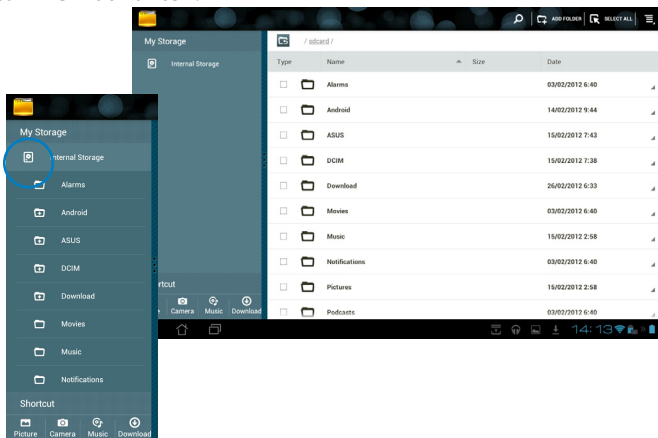 ADD FOLDER SELECT ALL
My Storage
/ sdcard /
Internal Storage
Type Name Size Date
Alarms 03/02/2012 6:40
Android 14/02/2012 9:44
ASUS 15/02/2012 7:43
DCIM 15/02/2012 7:38
Download 26/02/2012 6:33
Movies 03/02/2012 6:40
Music 15/02/2012 2:58
Notifications 03/02/2012 6:40
Pictures 15/02/2012 2:58
Podcasts 03/02/2012 6:40
Camera Music Download
14:13
My Storage
Internal Storage
Alarms
Android
ASUS
DCIM
Download
Movies
Music
Notifications
Shortcut
Picture Camera Music Download